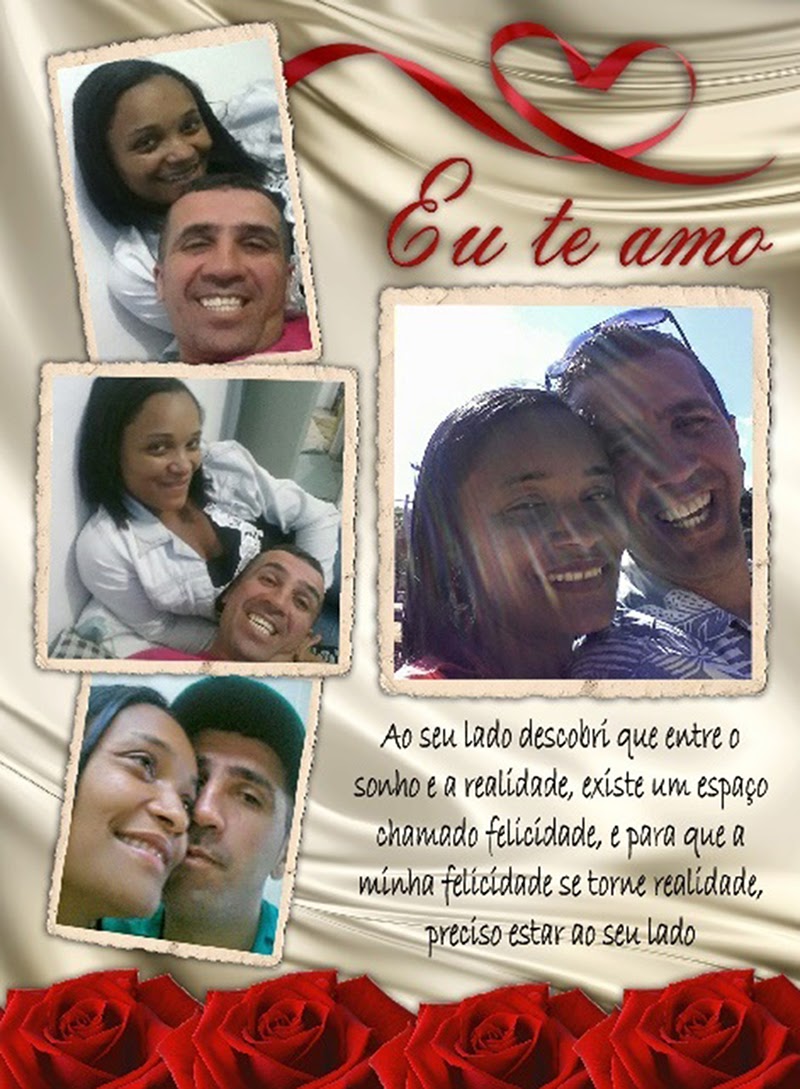 Eu te amo
Ao seu lado descobri que entre o
sonho e a realidade, existe um espaço
chamado felicidade, e para que a
minha felicidade se torne realidade,
preciso estar ao seu lado